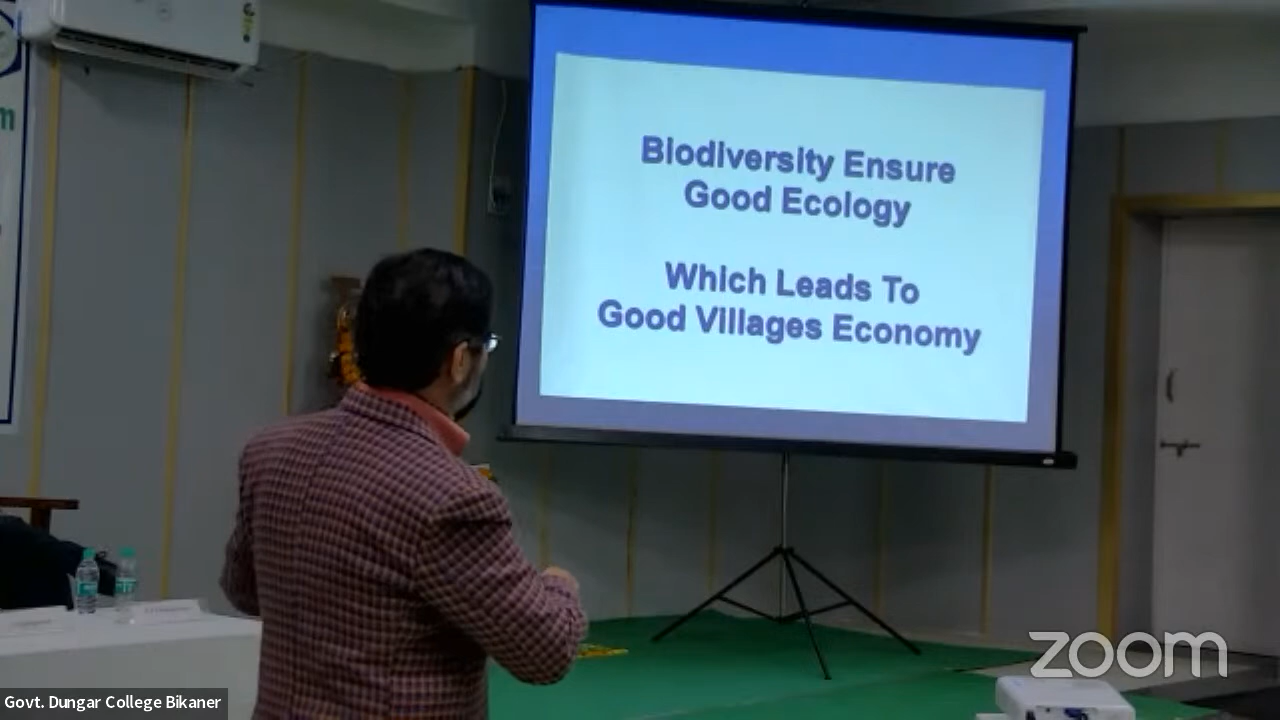 m
Biodiversity Ensure
Good Ecology
Which Leads To
Good Villages Economy
zoom
Govt. Dungar College Bikaner